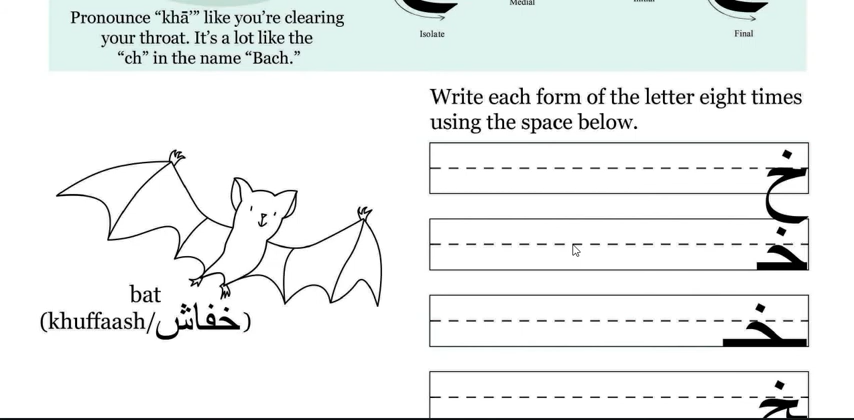 Pronounce “khā’” like you’re clearing
your throat. It’s a lot like the
“ch” in the name “Bach.”
Isolate
Medial
Final
Write each form of the letter eight times
using the space below.
خ
خـ
ـخـ
ـخ
bat
(khuffaash/خفاش)